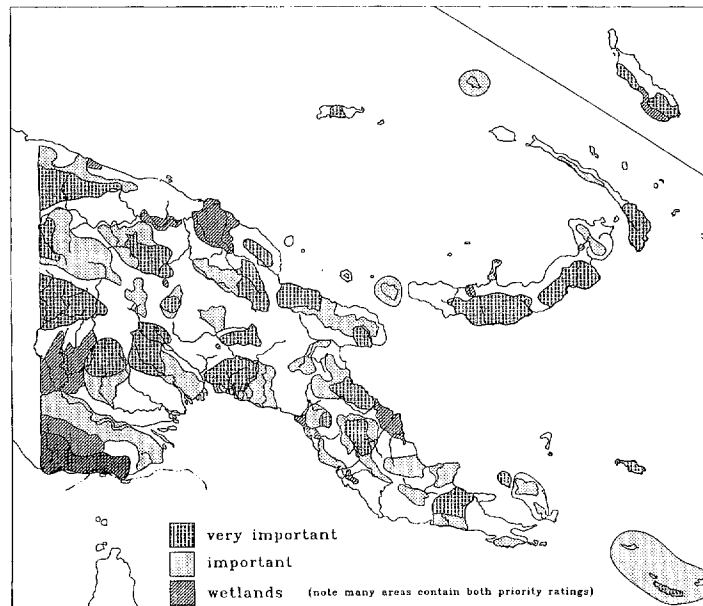 very important
important
wetlands (note many areas contain both priority ratings)